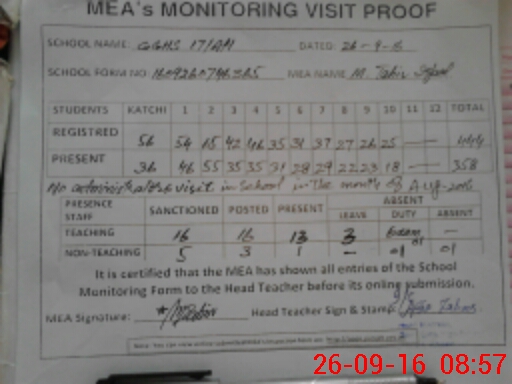 MEA's MONITORING VISIT PROOF
SCHOOL NAME: GGHS 17/AH DATED: 26-9-16
SCHOOL FORM NO: MEA NAME M. Tahir
STUDENTS KATCHI 1 2 3 4 5 6 7 8 9 10 11 12 TOTAL
REGISTRED 56 54 42 46 35 31 37 27 26 25 — —
PRESENT 36 46 55 35 35 31 28 29 22 23 18 — 358
No visit in school in the month of Aug-2016
PRESENCE STAFF SANCTIONED POSTED PRESENT ABSENT
LEAVE DUTY ABSENT
TEACHING 16 16 13 3 01 —
NON-TEACHING 5 3 1 — 01 01
It is certified that the MEA has shown all entries of the School
Monitoring Form to the Head Teacher before its online submission.
MEA Signature: Head Teacher Sign & Stamp
26-09-16 08:57